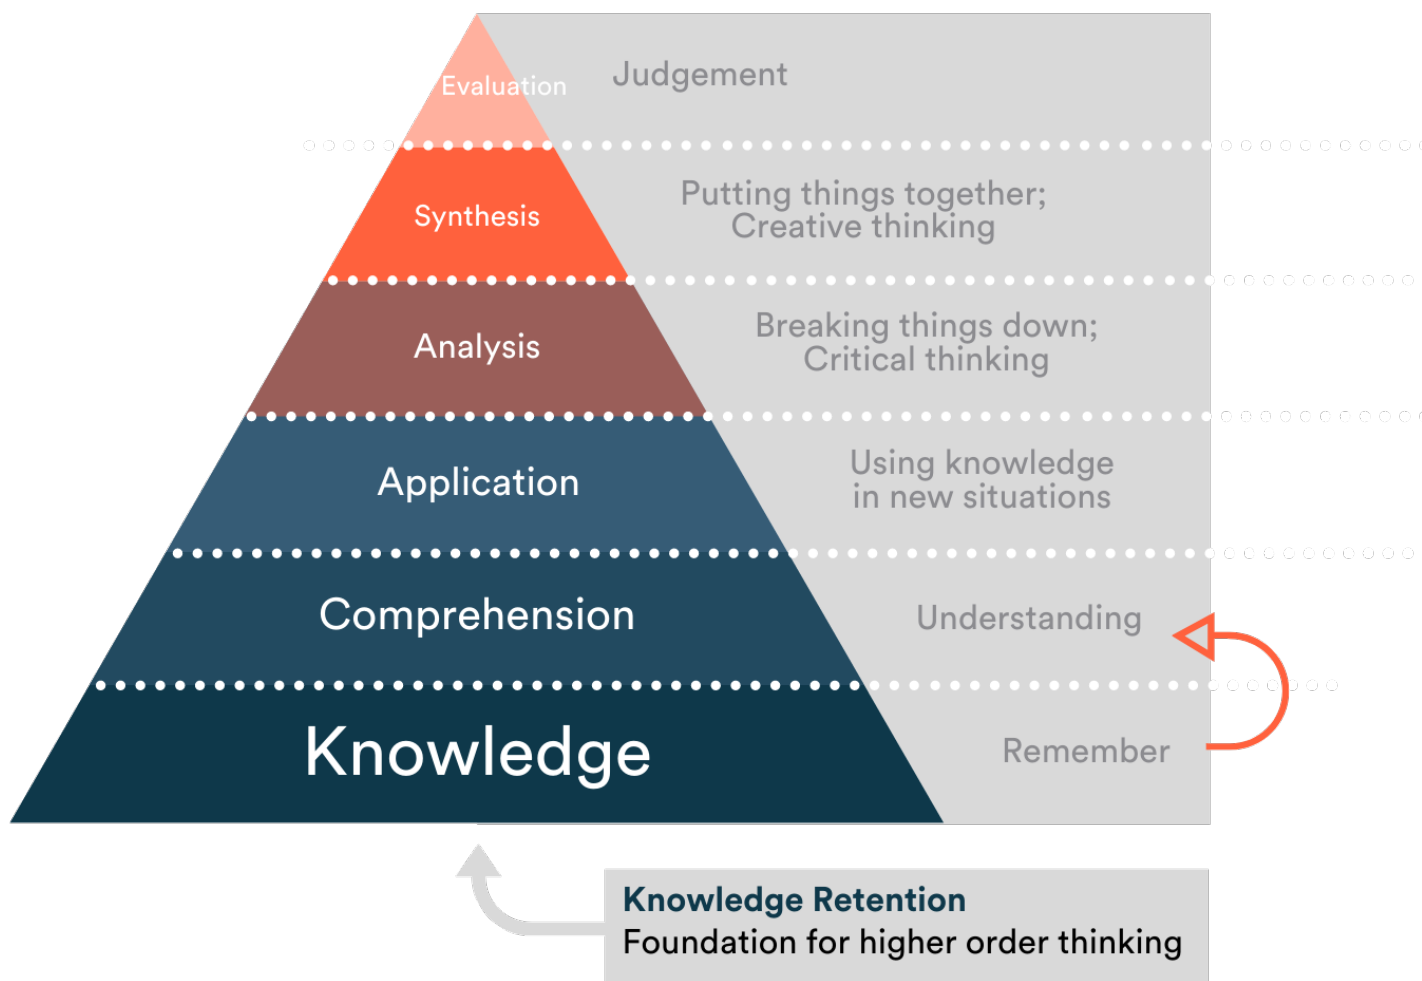 Evaluation
Judgement
Synthesis
Putting things together;
Creative thinking
Analysis
Breaking things down;
Critical thinking
Application
Using knowledge
in new situations
Comprehension
Understanding
Knowledge
Remember
Knowledge Retention
Foundation for higher order thinking